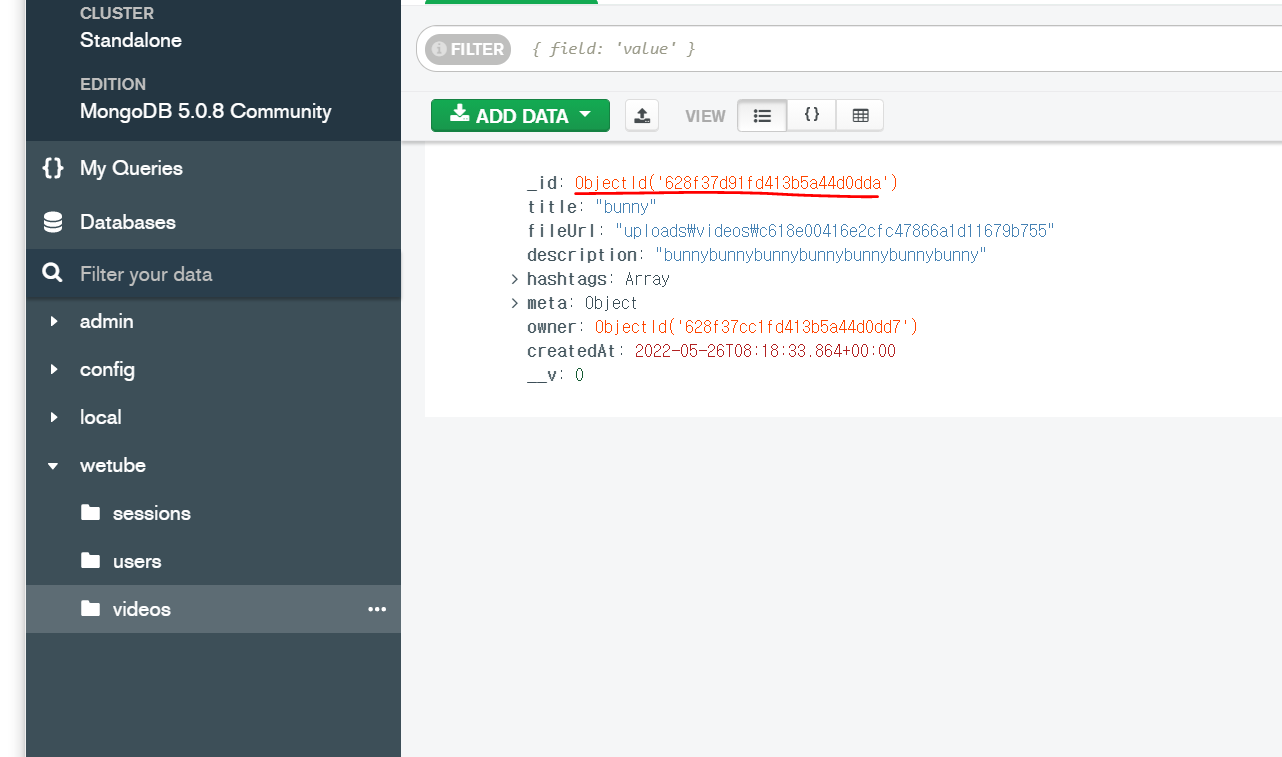 CLUSTER
Standalone
EDITION
MongoDB 5.0.8 Community
{} My Queries
Databases
Filter your data
admin
config
local
wetube
sessions
users
videos
FILTER { field: 'value' }
ADD DATA VIEW {}
_id: ObjectId('628f37d91fd413b5a44d0dda')
title: "bunny"
fileUrl: "uploads₩videos₩c618e00416e2cfc47866a1d11679b755"
description: "bunnybunnybunnybunnybunnybunnybunny"
> hashtags: Array
> meta: Object
owner: ObjectId('628f37cc1fd413b5a44d0dd7')
createdAt: 2022-05-26T08:18:33.864+00:00
__v: 0